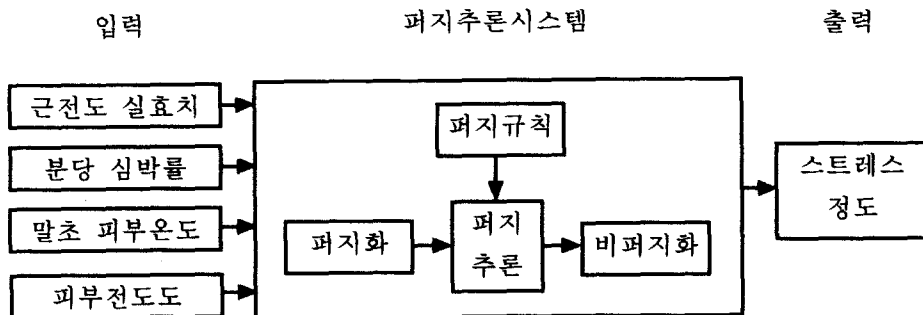 입력
퍼지추론시스템
출력
근전도 실효치
분당 심박률
말초 피부온도
피부전도도
퍼지규칙
퍼지화
퍼지
추론
비퍼지화
스트레스
정도